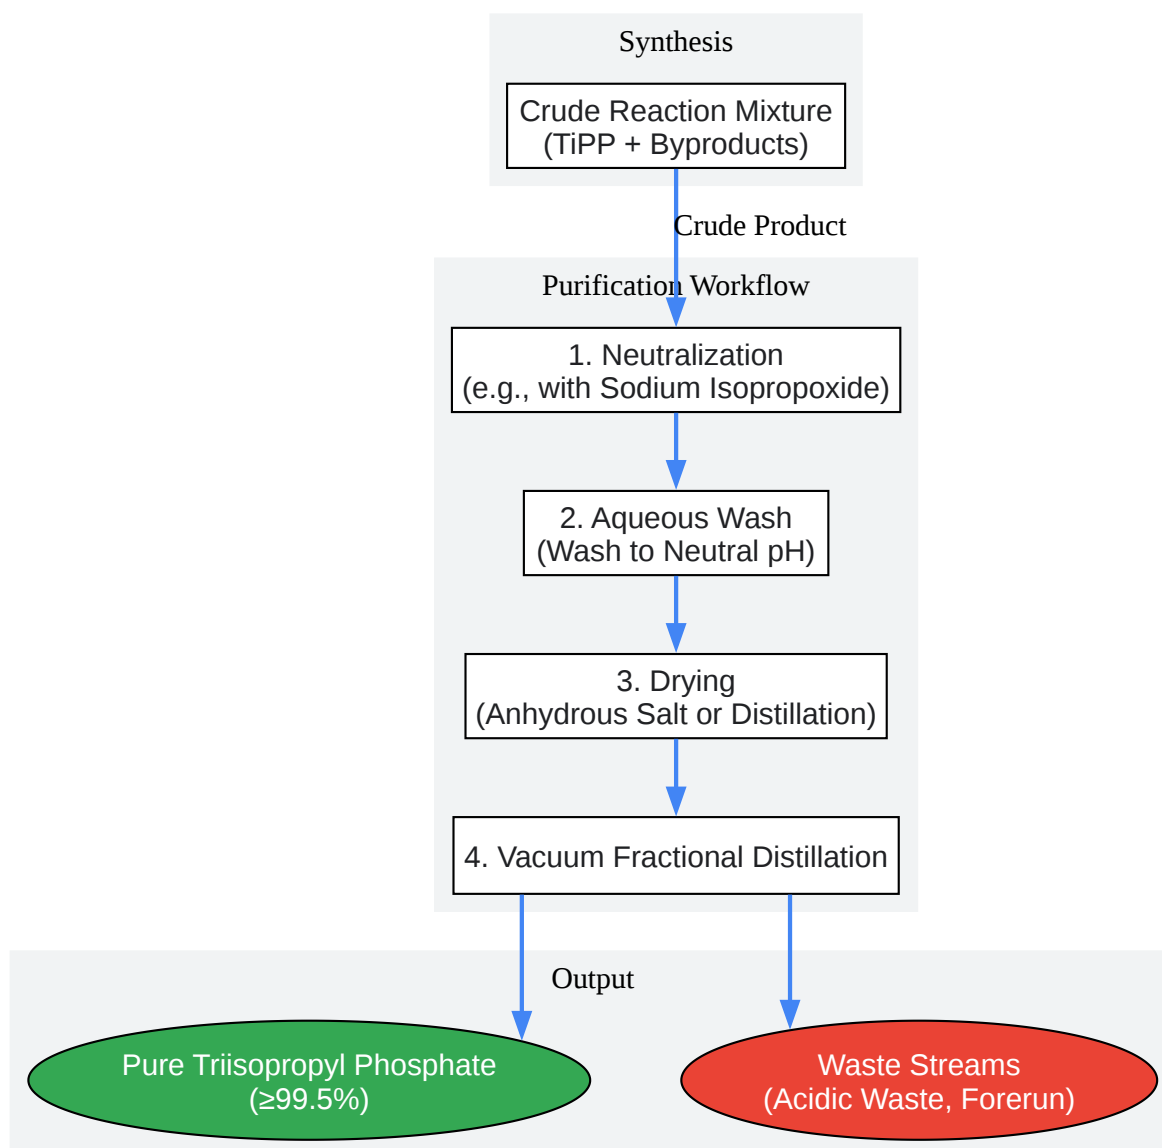 Synthesis
Crude Reaction Mixture
(TiPP + Byproducts)
Crude Product
Purification Workflow
1. Neutralization
(e.g., with Sodium Isopropoxide)
2. Aqueous Wash
(Wash to Neutral pH)
3. Drying
(Anhydrous Salt or Distillation)
4. Vacuum Fractional Distillation
Output
Pure Triisopropyl Phosphate
(≥99.5%)
Waste Streams
(Acidic Waste, Forerun)